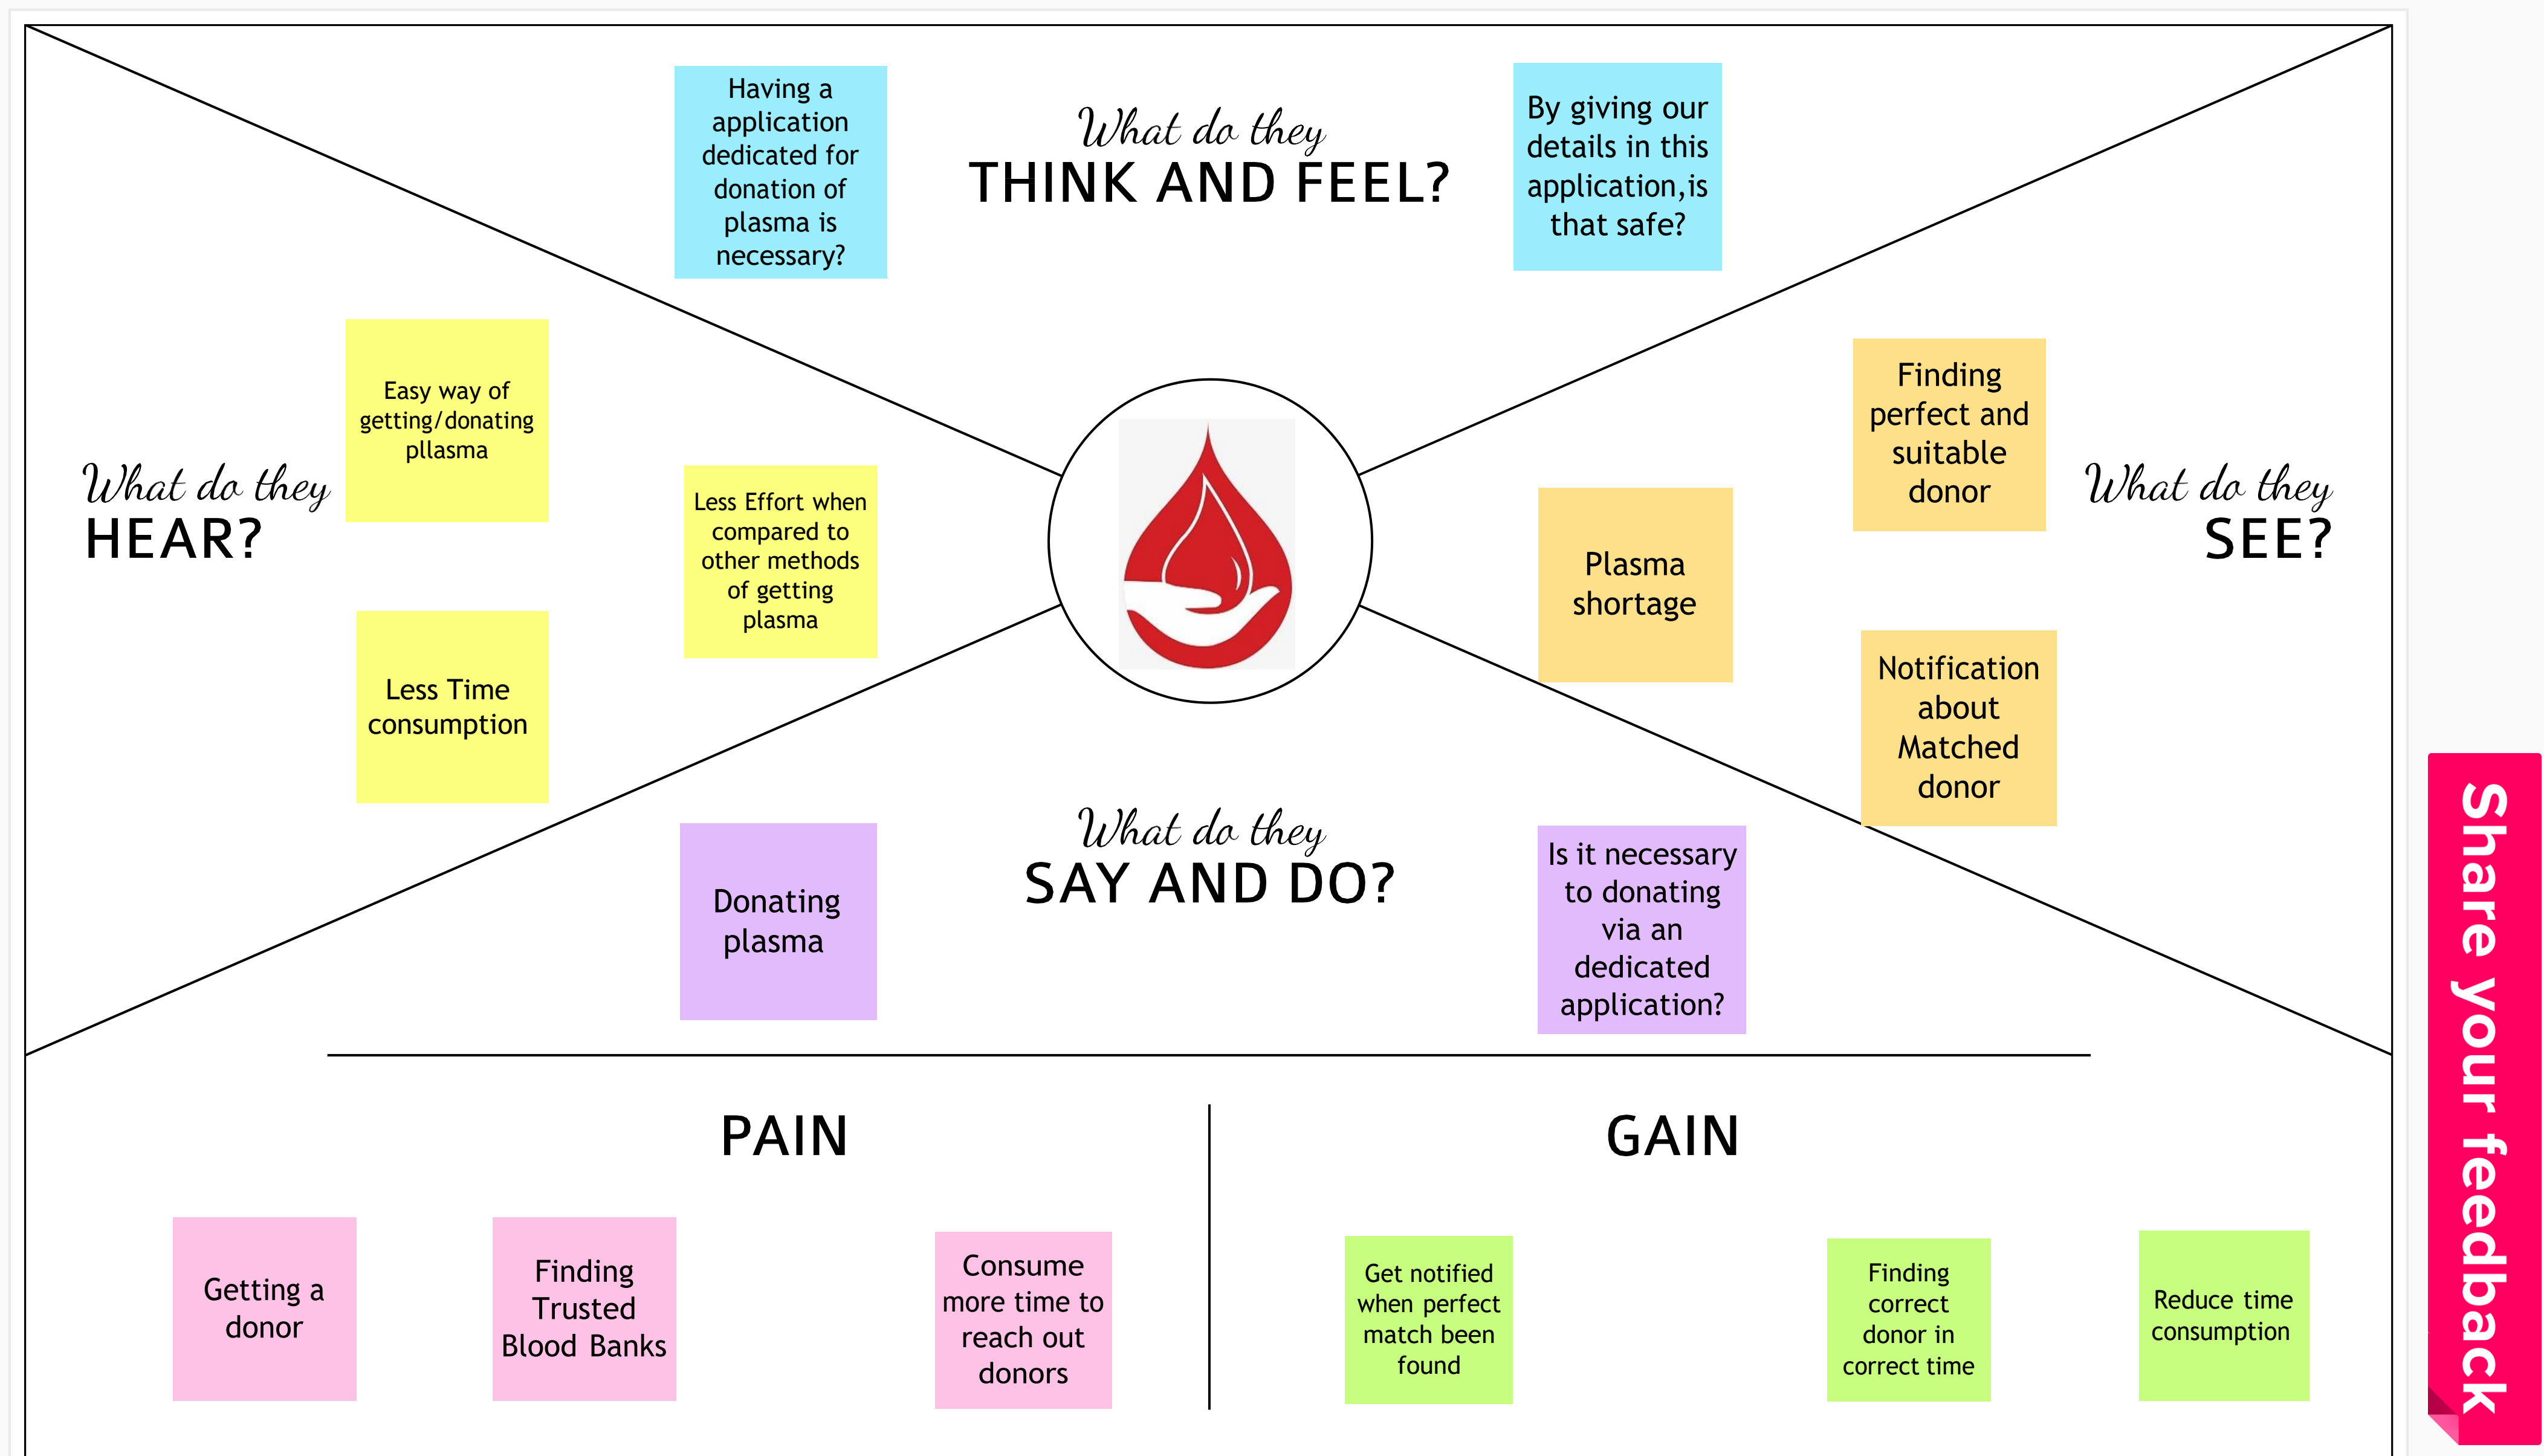 Having a
application
dedicated for
donation of
plasma is
necessary?
What do they
THINK AND FEEL?
By giving our
details in this
application,is
that safe?
What do they
HEAR?
Easy way of
getting/donating
pllasma
Less Effort when
compared to
other methods
of getting
plasma
Less Time
consumption
Plasma
shortage
Finding
perfect and
suitable
donor
Notification
about
Matched
donor
What do they
SEE?
Donating
plasma
What do they
SAY AND DO?
Is it necessary
to donating
via an
dedicated
application?
PAIN
Getting a
donor
Finding
Trusted
Blood Banks
Consume
more time to
reach out
donors
GAIN
Get notified
when perfect
match been
found
Finding
correct
donor in
correct time
Reduce time
consumption
Share your feedback